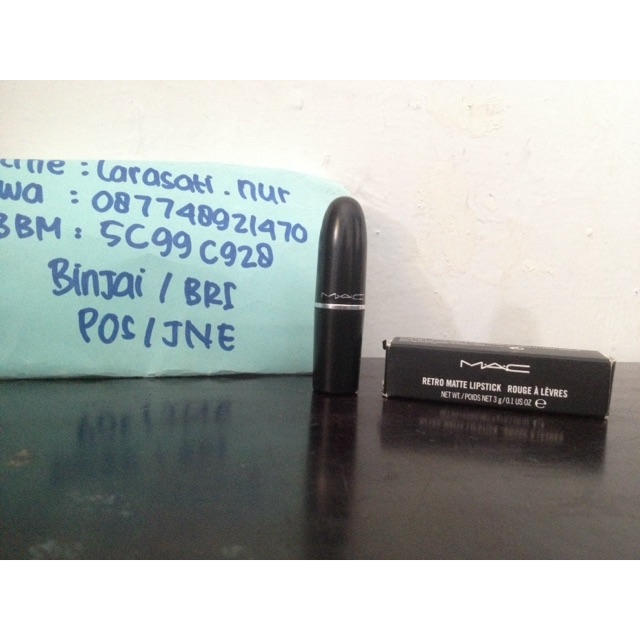 Line : Larasati.nur
wa : 087748921470
BBM : 5C99C928
Binjai / BRI
POS / JNE
MAC
MAC
RETRO MATTE LIPSTICK ROUGE À LÈVRES
NET WT./POIDS NET 3 g/0.1 US OZ e